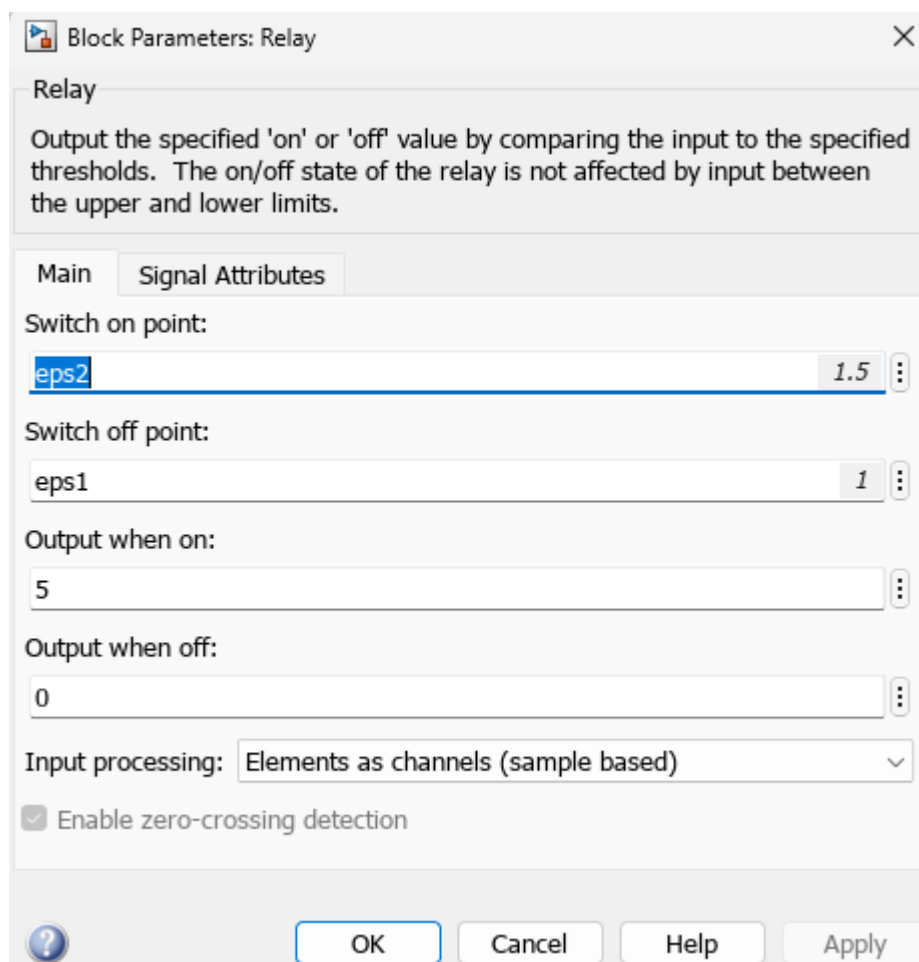 Block Parameters: Relay
Relay
Output the specified 'on' or 'off' value by comparing the input to the specified
thresholds.  The on/off state of the relay is not affected by input between
the upper and lower limits.
Main
Signal Attributes
Switch on point:
eps2
1.5
Switch off point:
eps1
1
Output when on:
5
Output when off:
0
Input processing:
Elements as channels (sample based)
Enable zero-crossing detection
?
OK
Cancel
Help
Apply